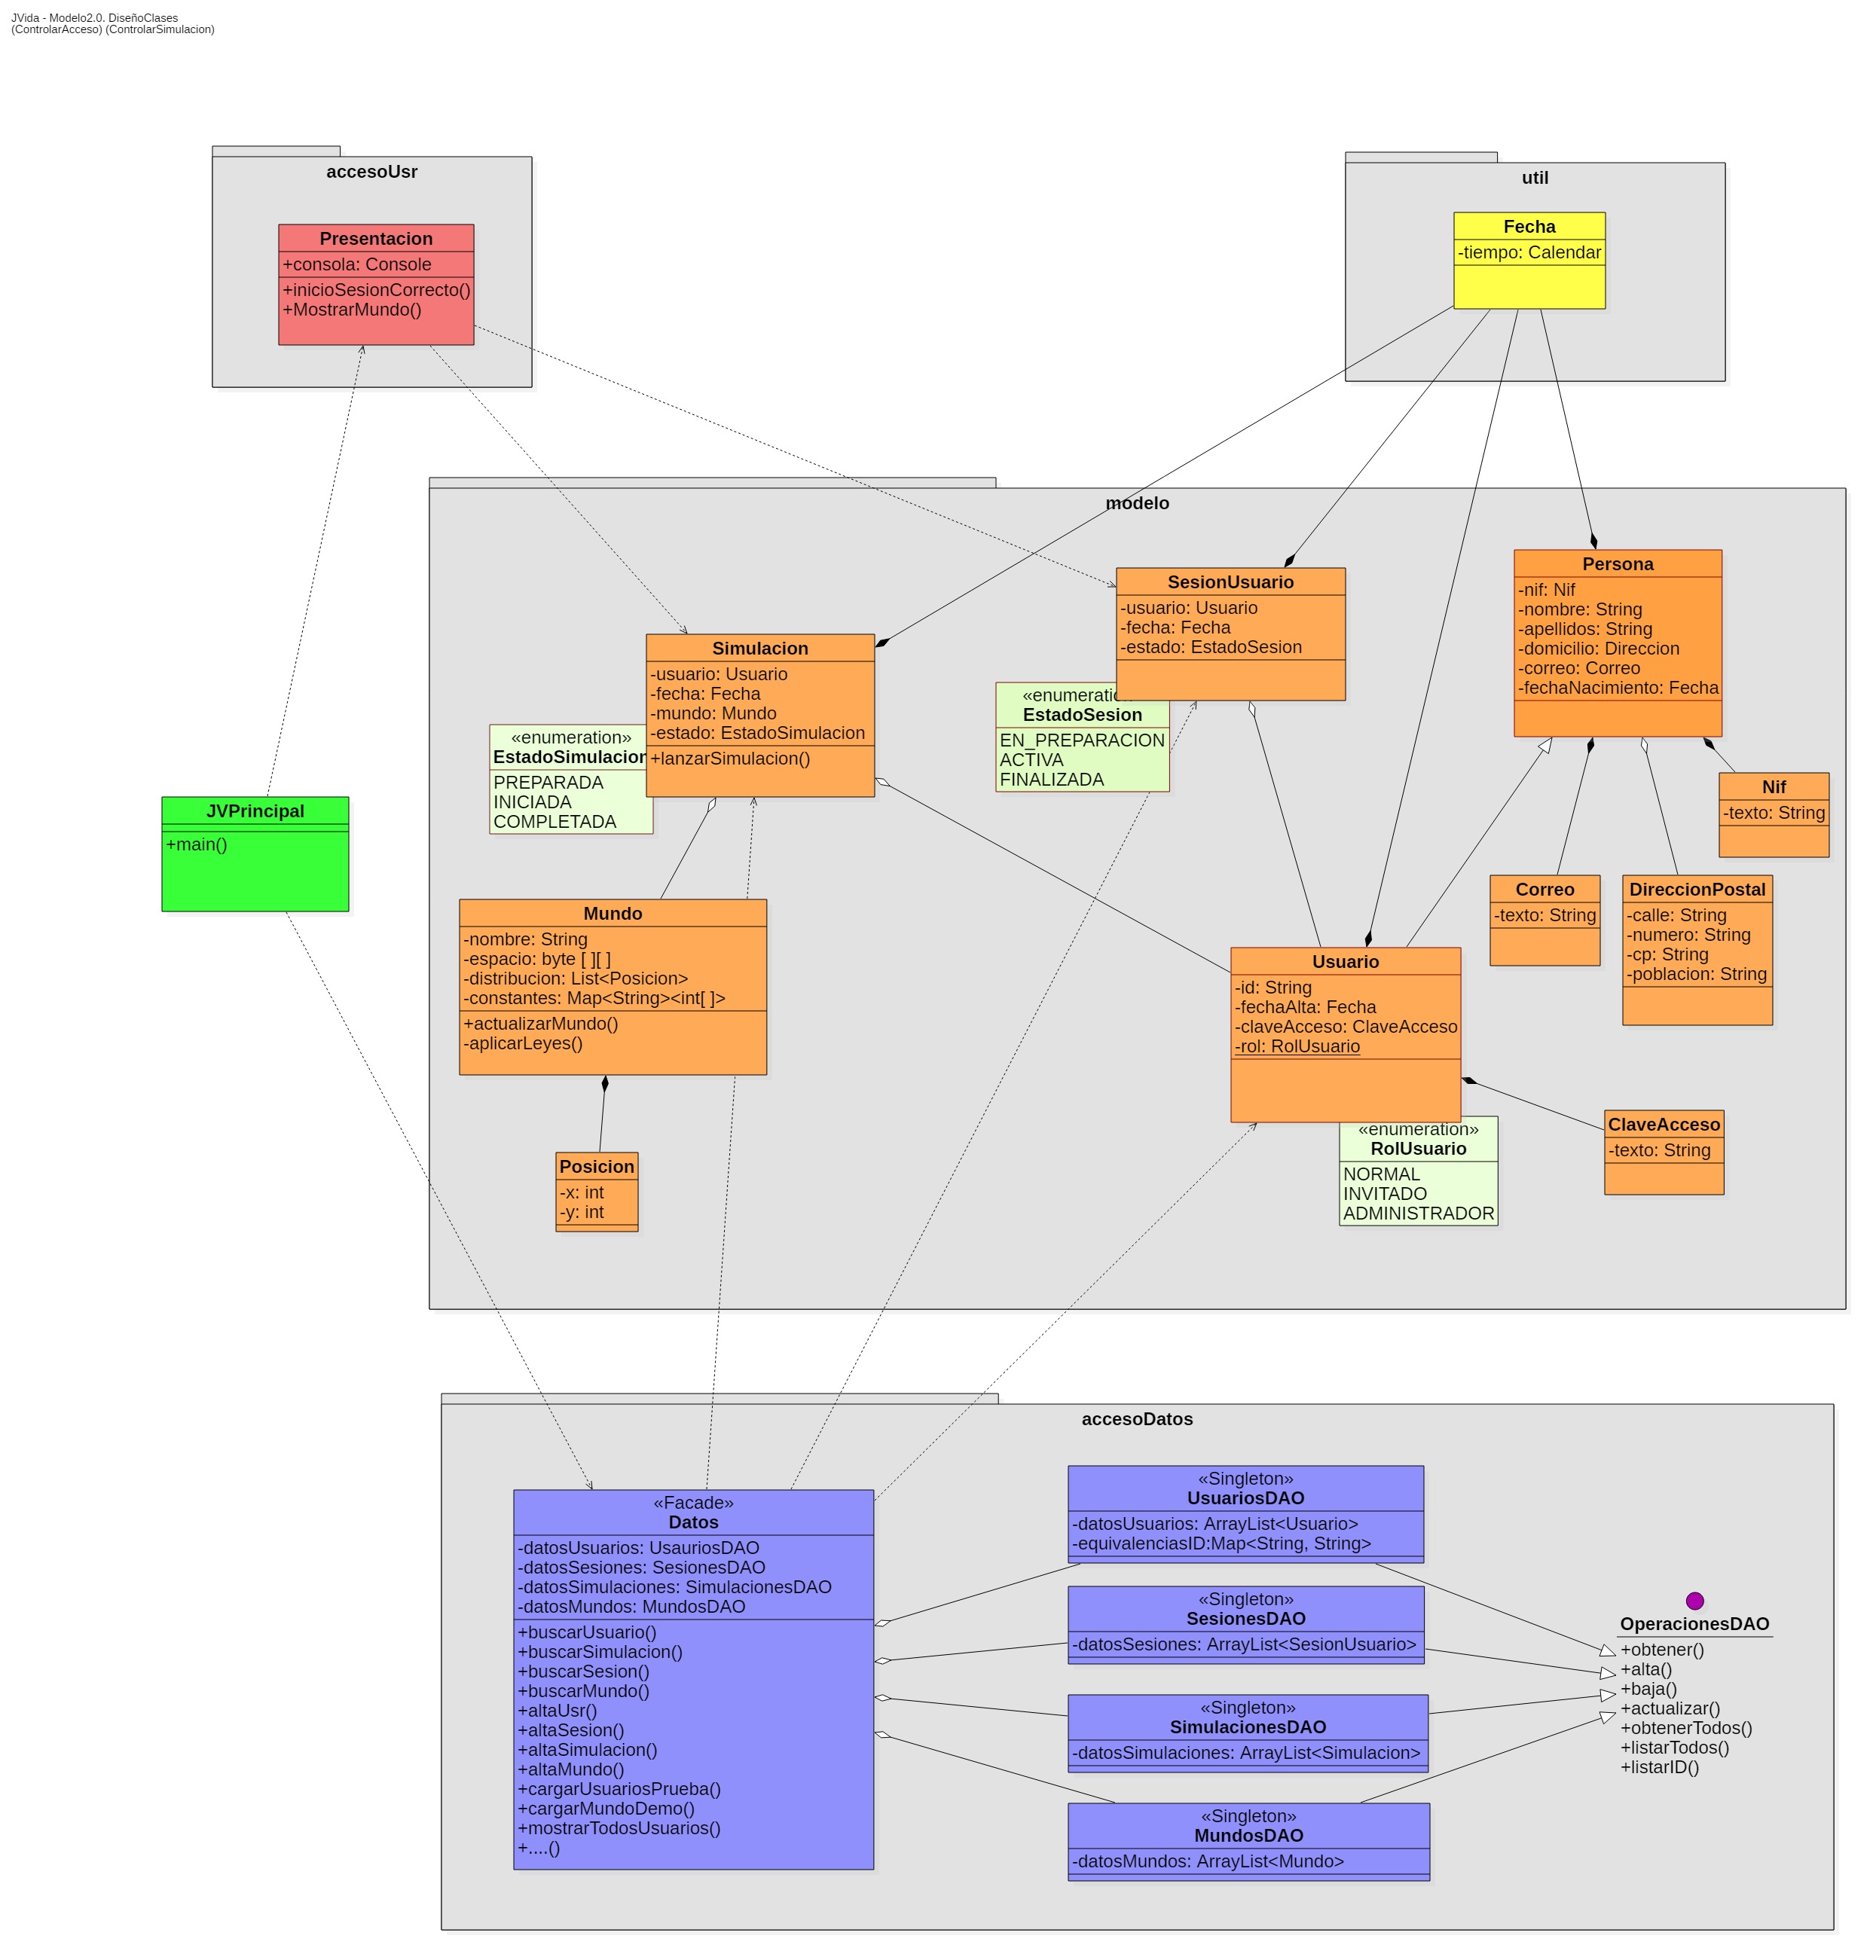 JVida - Modelo2.0. DiseñoClases
(ControlarAcceso) (ControlarSimulacion)
accesoUsr
Presentacion
+consola: Console
+inicioSesionCorrecto()
+MostrarMundo()
util
Fecha
-tiempo: Calendar
modelo
SesionUsuario
-usuario: Usuario
-fecha: Fecha
-estado: EstadoSesion
Persona
-nif: Nif
-nombre: String
-apellidos: String
-domicilio: Direccion
-correo: Correo
-fechaNacimiento: Fecha
Simulacion
-usuario: Usuario
-fecha: Fecha
-mundo: Mundo
-estado: EstadoSimulacion
+lanzarSimulacion()
«enumeration»
EstadoSimulacion
PREPARADA
INICIADA
COMPLETADA
«enumeratio
EstadoSesion
EN_PREPARACION
ACTIVA
FINALIZADA
Nif
-texto: String
JVPrincipal
+main()
Correo
-texto: String
DireccionPostal
-calle: String
-numero: String
-cp: String
-poblacion: String
Mundo
-nombre: String
-espacio: byte [ ][ ]
-distribucion: List<Posicion>
-constantes: Map<String><int[ ]>
+actualizarMundo()
-aplicarLeyes()
Usuario
-id: String
-fechaAlta: Fecha
-claveAcceso: ClaveAcceso
-rol: RolUsuario
«enumeration»
RolUsuario
NORMAL
INVITADO
ADMINISTRADOR
ClaveAcceso
-texto: String
Posicion
-x: int
-y: int
accesoDatos
«Facade»
Datos
-datosUsuarios: UsauriosDAO
-datosSesiones: SesionesDAO
-datosSimulaciones: SimulacionesDAO
-datosMundos: MundosDAO
+buscarUsuario()
+buscarSimulacion()
+buscarSesion()
+buscarMundo()
+altaUsr()
+altaSesion()
+altaSimulacion()
+altaMundo()
+cargarUsuariosPrueba()
+cargarMundoDemo()
+mostrarTodosUsuarios()
+....()
«Singleton»
UsuariosDAO
-datosUsuarios: ArrayList<Usuario>
-equivalenciasID:Map<String, String>
«Singleton»
SesionesDAO
-datosSesiones: ArrayList<SesionUsuario>
«Singleton»
SimulacionesDAO
-datosSimulaciones: ArrayList<Simulacion>
«Singleton»
MundosDAO
-datosMundos: ArrayList<Mundo>
OperacionesDAO
+obtener()
+alta()
+baja()
+actualizar()
+obtenerTodos()
+listarTodos()
+listarID()